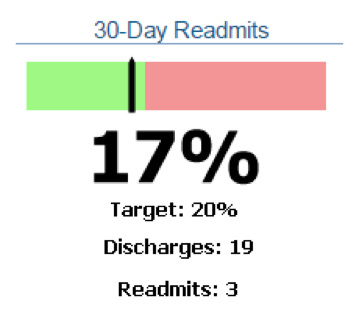 30-Day Readmits
17%
Target: 20%
Discharges: 19
Readmits: 3